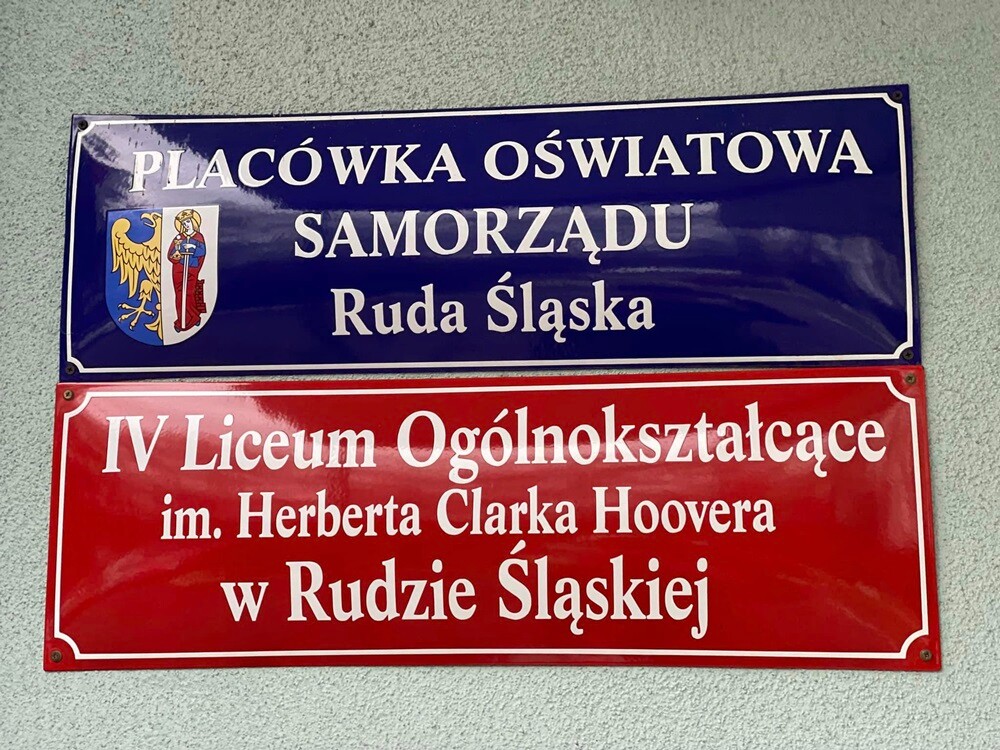 PLACÓWKA OŚWIATOWA
SAMORZĄDU
Ruda Śląska
IV Liceum Ogólnokształcące
im. Herberta Clarka Hoovera
w Rudzie Śląskiej